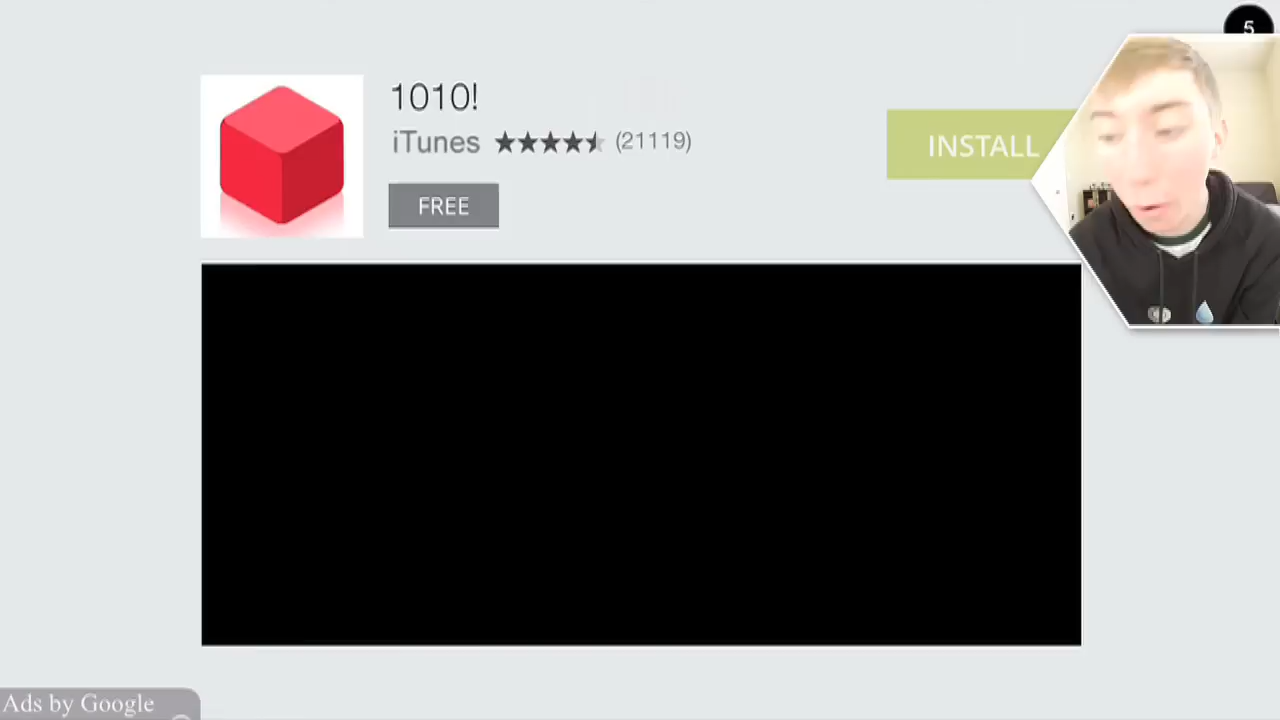 5
1010!
iTunes ★★★★⯪ (21119)
INSTALL
FREE
Ads by Google